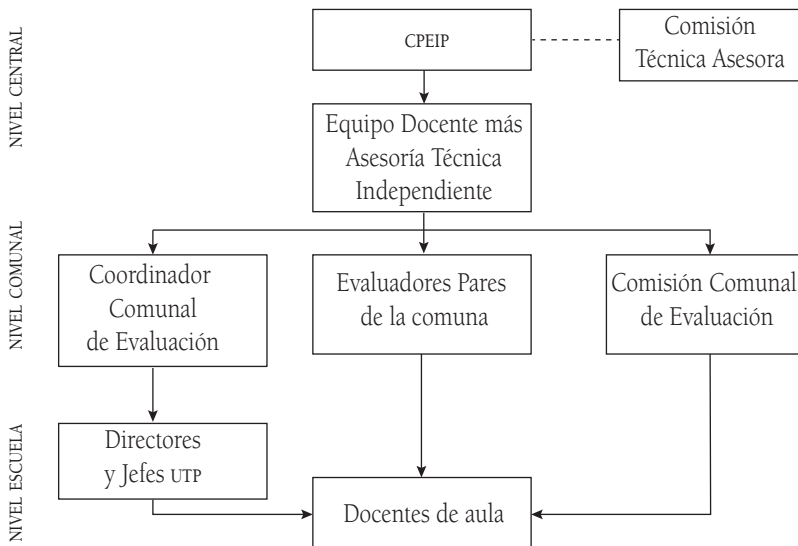 NIVEL CENTRAL
CPEIP
Comisión
Técnica Asesora
Equipo Docente más
Asesoría Técnica
Independiente
NIVEL COMUNAL
Coordinador
Comunal
de Evaluación
Evaluadores Pares
de la comuna
Comisión Comunal
de Evaluación
NIVEL ESCUELA
Directores
y Jefes UTP
Docentes de aula